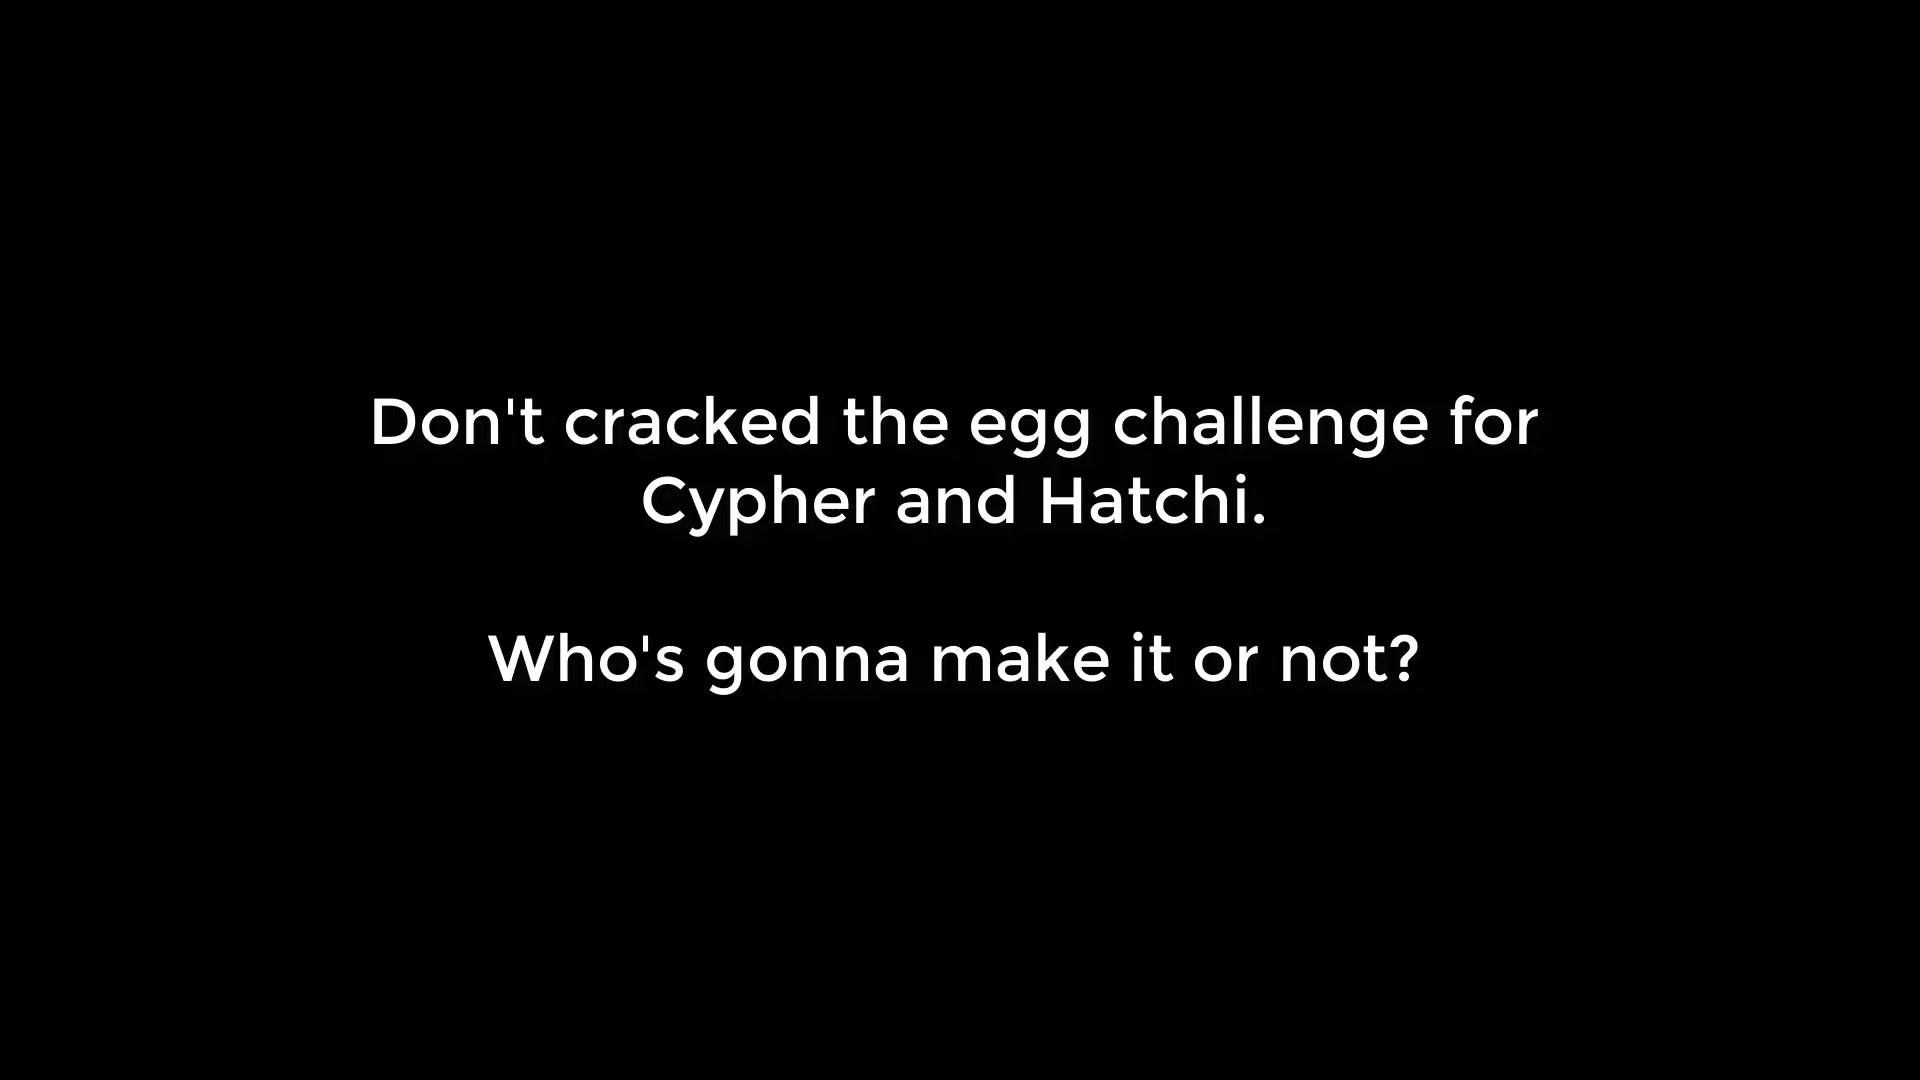 Don't cracked the egg challenge for
Cypher and Hatchi.
Who's gonna make it or not?